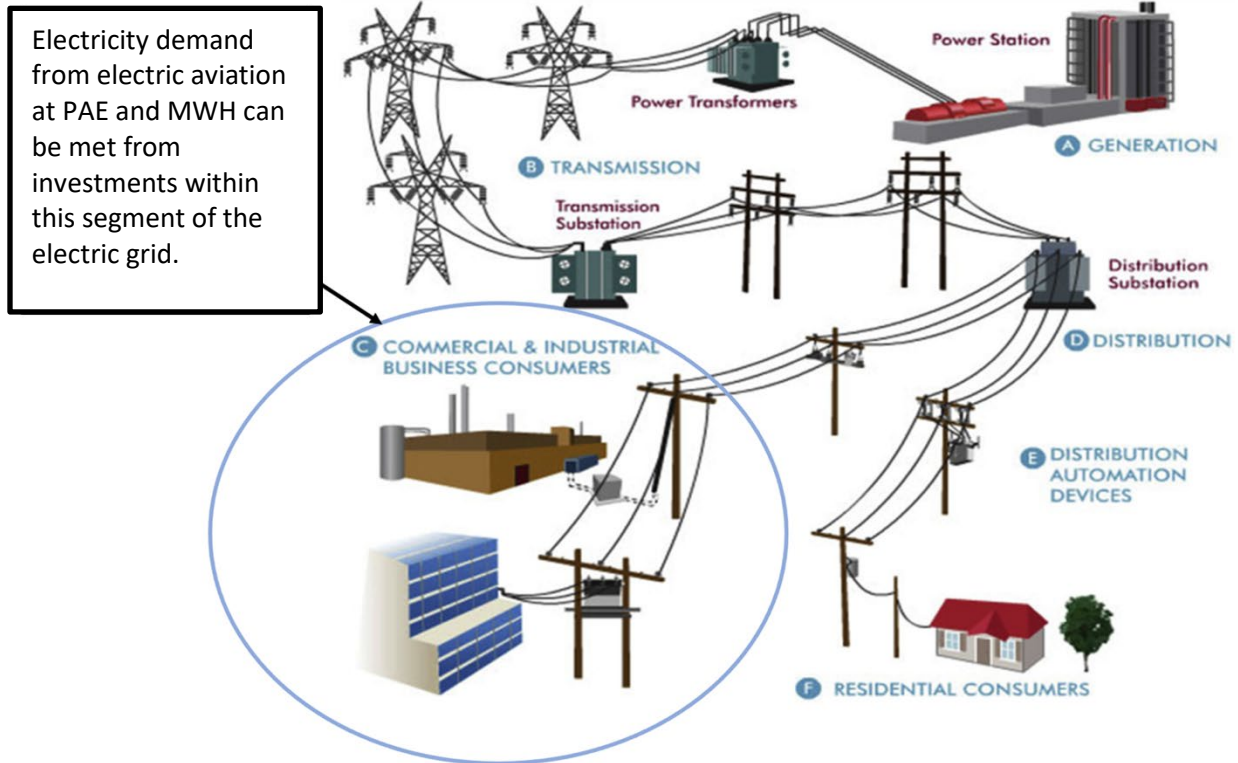 Electricity demand
from electric aviation
at PAE and MWH can
be met from
investments within
this segment of the
electric grid.
Power Station
Power Transformers
A GENERATION
B TRANSMISSION
Transmission
Substation
Distribution
Substation
C COMMERCIAL & INDUSTRIAL
BUSINESS CONSUMERS
D DISTRIBUTION
E DISTRIBUTION
AUTOMATION
DEVICES
F RESIDENTIAL CONSUMERS